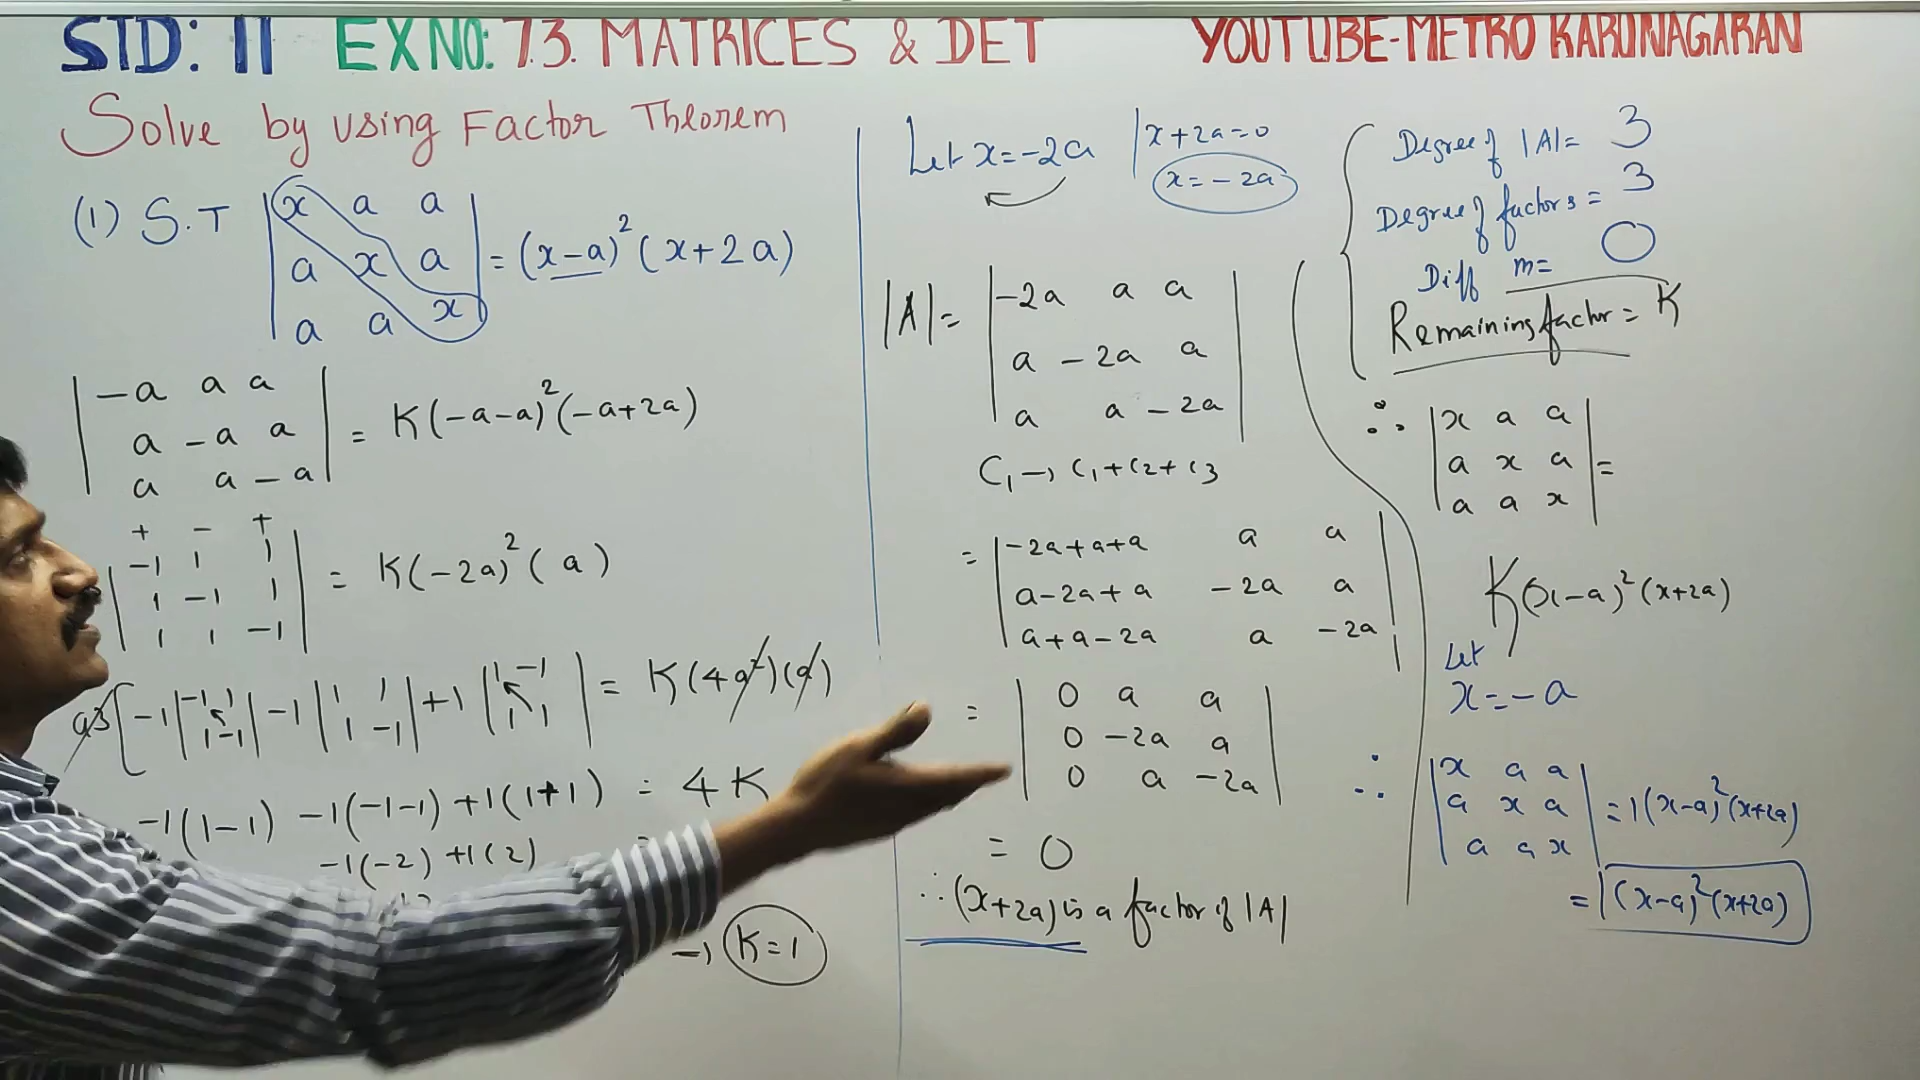 STD: 11 EX NO: 7.3. MATRICES & DET YOUTUBE-METRO KARUNAGARAN
Solve by using Factor Theorem
(1) S.T | x a a |
| a x a | = (x-a)² (x+2a)
| a a x |
| -a a a |
| a -a a | = K(-a-a)²(-a+2a)
| a a -a |
+ - +
| -1 1 1 |
| 1 -1 1 | = K(-2a)² (a)
| 1 1 -1 |
a3 [ -1 | -1 1 | -1 | 1 1 | +1 | 1 -1 | = K(4a²)(a)
| 1 -1 | | 1 -1 | | 1 1 |
-1(1-1) -1(-1-1) +1(1+1) = 4K
-1(-2) +1(2) =
→ K=1
Let x=-2a | x+2a=0
x=-2a
|A|= | -2a a a |
| a -2a a |
| a a -2a |
C₁ → C₁+C2+C3
= | -2a+a+a a a |
| a-2a+a -2a a |
| a+a-2a a -2a |
= | 0 a a |
| 0 -2a a |
| 0 a -2a |
= 0
∴ (x+2a) is a factor of |A|
Degree of |A|= 3
Degree of factors = 3
Diff m= 0
Remaining factor = K
∴ | x a a |
| a x a | =
| a a x |
K(x-a)²(x+2a)
Let
x=-a
∴ | x a a |
| a x a | = 1(x-a)²(x+2a)
| a a x |
= (x-a)²(x+2a)